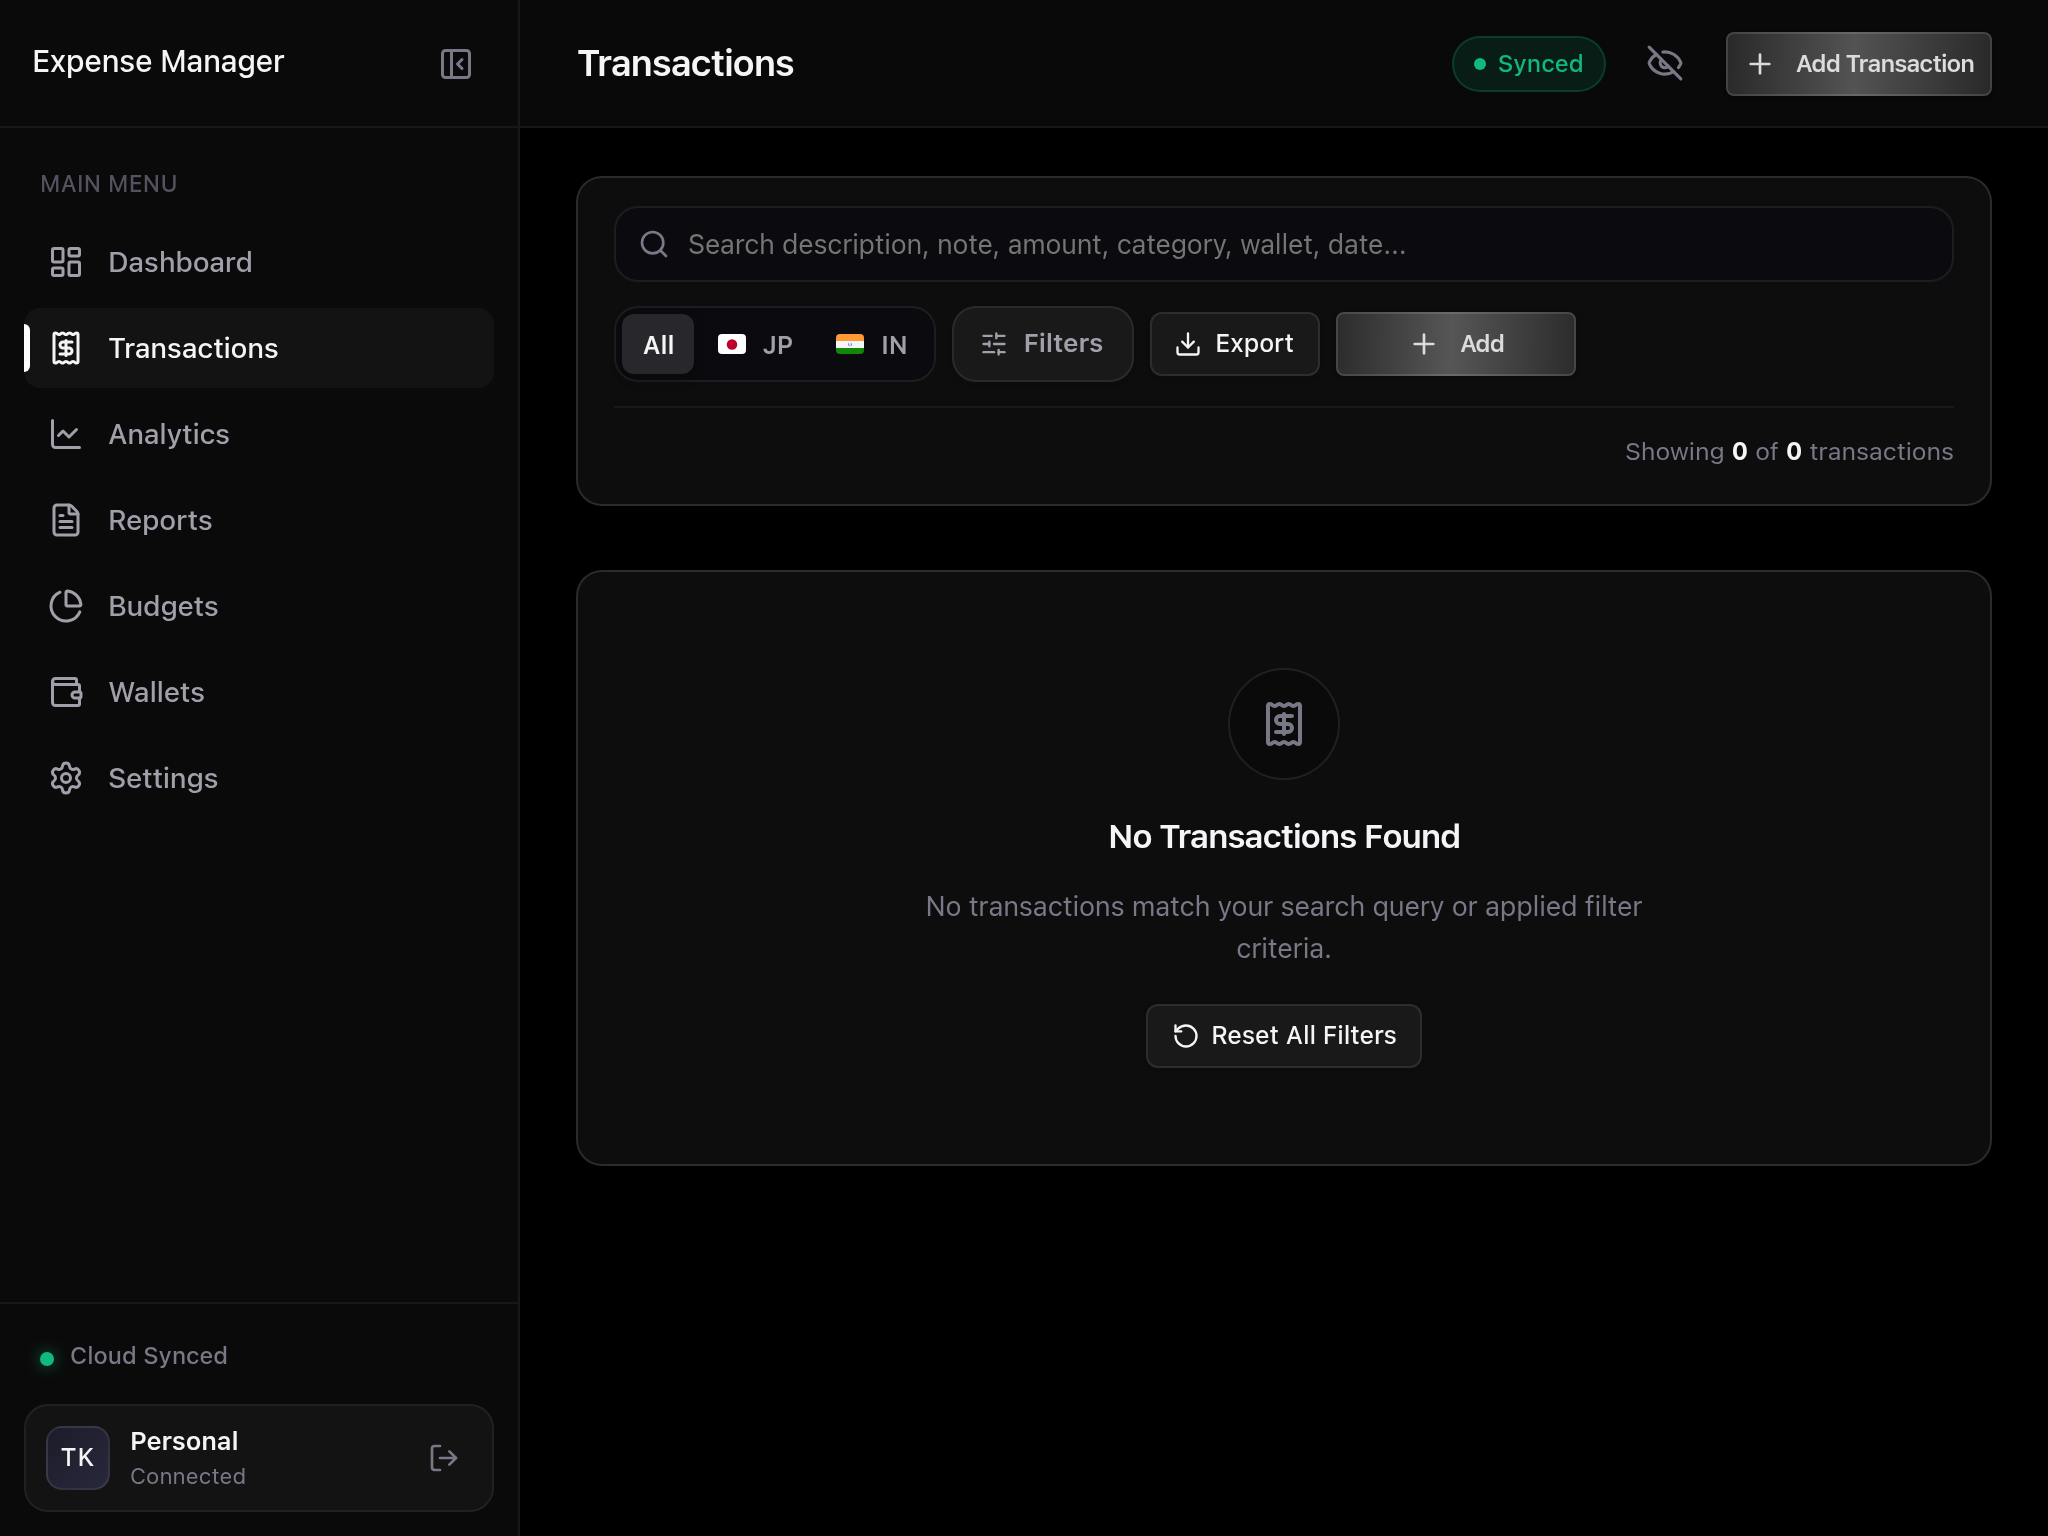 Expense Manager
MAIN MENU
Dashboard
Transactions
Analytics
Reports
Budgets
Wallets
Settings
Cloud Synced
TK
Personal
Connected
Transactions
Synced
Add Transaction
Search description, note, amount, category, wallet, date...
All
JP
IN
Filters
Export
Add
Showing 0 of 0 transactions
No Transactions Found
No transactions match your search query or applied filter
criteria.
Reset All Filters